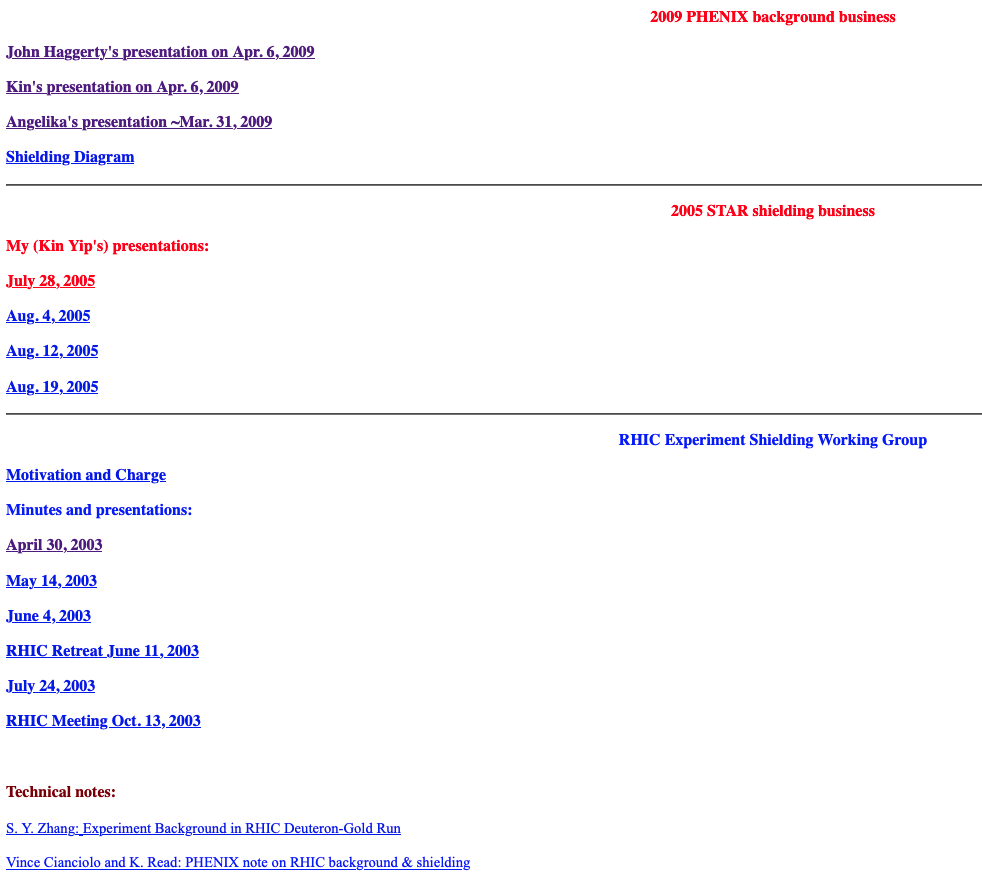 2009 PHENIX background business
John Haggerty's presentation on Apr. 6, 2009
Kin's presentation on Apr. 6, 2009
Angelika's presentation ~Mar. 31, 2009
Shielding Diagram
2005 STAR shielding business
My (Kin Yip's) presentations:
July 28, 2005
Aug. 4, 2005
Aug. 12, 2005
Aug. 19, 2005
RHIC Experiment Shielding Working Group
Motivation and Charge
Minutes and presentations:
April 30, 2003
May 14, 2003
June 4, 2003
RHIC Retreat June 11, 2003
July 24, 2003
RHIC Meeting Oct. 13, 2003
Technical notes:
S. Y. Zhang: Experiment Background in RHIC Deuteron-Gold Run
Vince Cianciolo and K. Read: PHENIX note on RHIC background & shielding